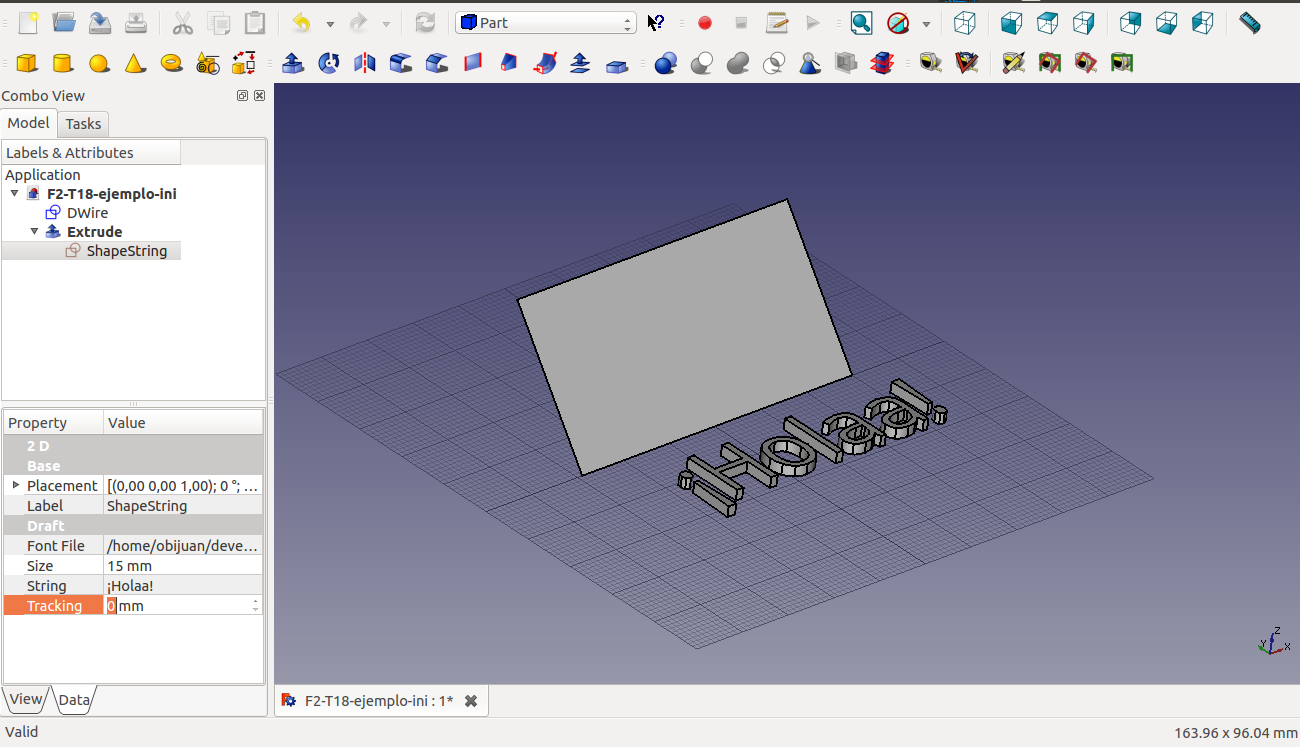 Part
Combo View
Model Tasks
Labels & Attributes
Application
F2-T18-ejemplo-ini
DWire
Extrude
ShapeString
¡Holaa!
Property Value
2 D
Base
Placement [(0,00 0,00 1,00); 0 °; ...
Label ShapeString
Draft
Font File /home/obijuan/deve...
Size 15 mm
String ¡Holaa!
Tracking 0 mm
Z
Y X
View Data
F2-T18-ejemplo-ini : 1*
Valid 163.96 x 96.04 mm